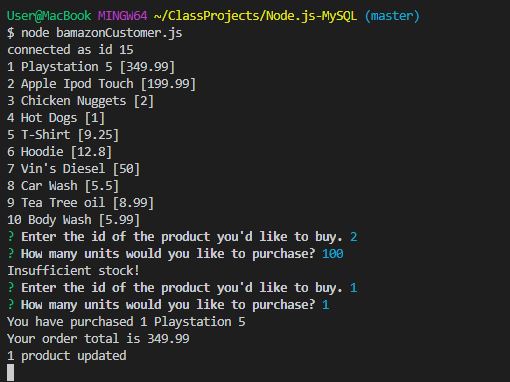 User@MacBook MINGW64 ~/ClassProjects/Node.js-MySQL (master)
$ node bamazonCustomer.js
connected as id 15
1 Playstation 5 [349.99]
2 Apple Ipod Touch [199.99]
3 Chicken Nuggets [2]
4 Hot Dogs [1]
5 T-Shirt [9.25]
6 Hoodie [12.8]
7 Vin's Diesel [50]
8 Car Wash [5.5]
9 Tea Tree oil [8.99]
10 Body Wash [5.99]
? Enter the id of the product you'd like to buy. 2
? How many units would you like to purchase? 100
Insufficient stock!
? Enter the id of the product you'd like to buy. 1
? How many units would you like to purchase? 1
You have purchased 1 Playstation 5
Your order total is 349.99
1 product updated